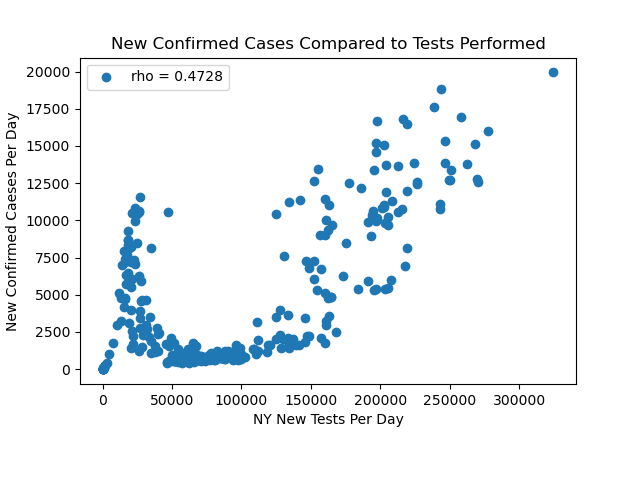 New Confirmed Cases Compared to Tests Performed
rho = 0.4728
20000
17500
15000
12500
10000
7500
5000
2500
0
New Confirmed Caeses Per Day
0 50000 100000 150000 200000 250000 300000
NY New Tests Per Day